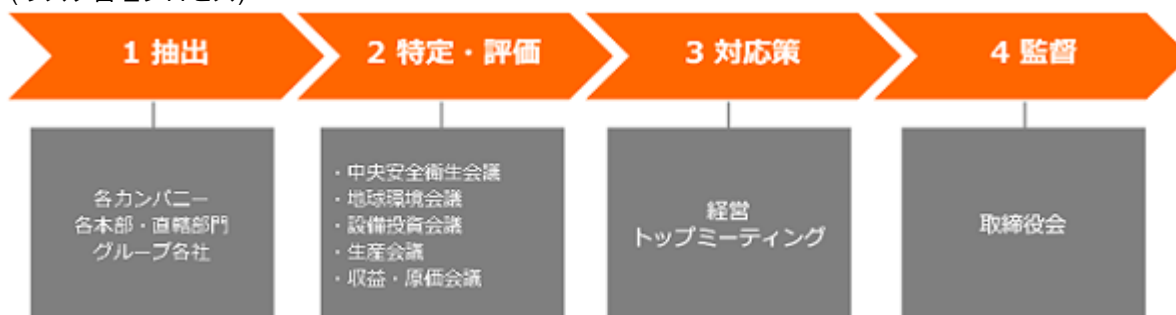 1 抽出
2 特定・評価
3 対応策
4 監督
各カンパニー
各本部・直轄部門
グループ各社
・中央安全衛生会議
・地球環境会議
・設備投資会議
・生産会議
・収益・原価会議
経営
トップミーティング
取締役会